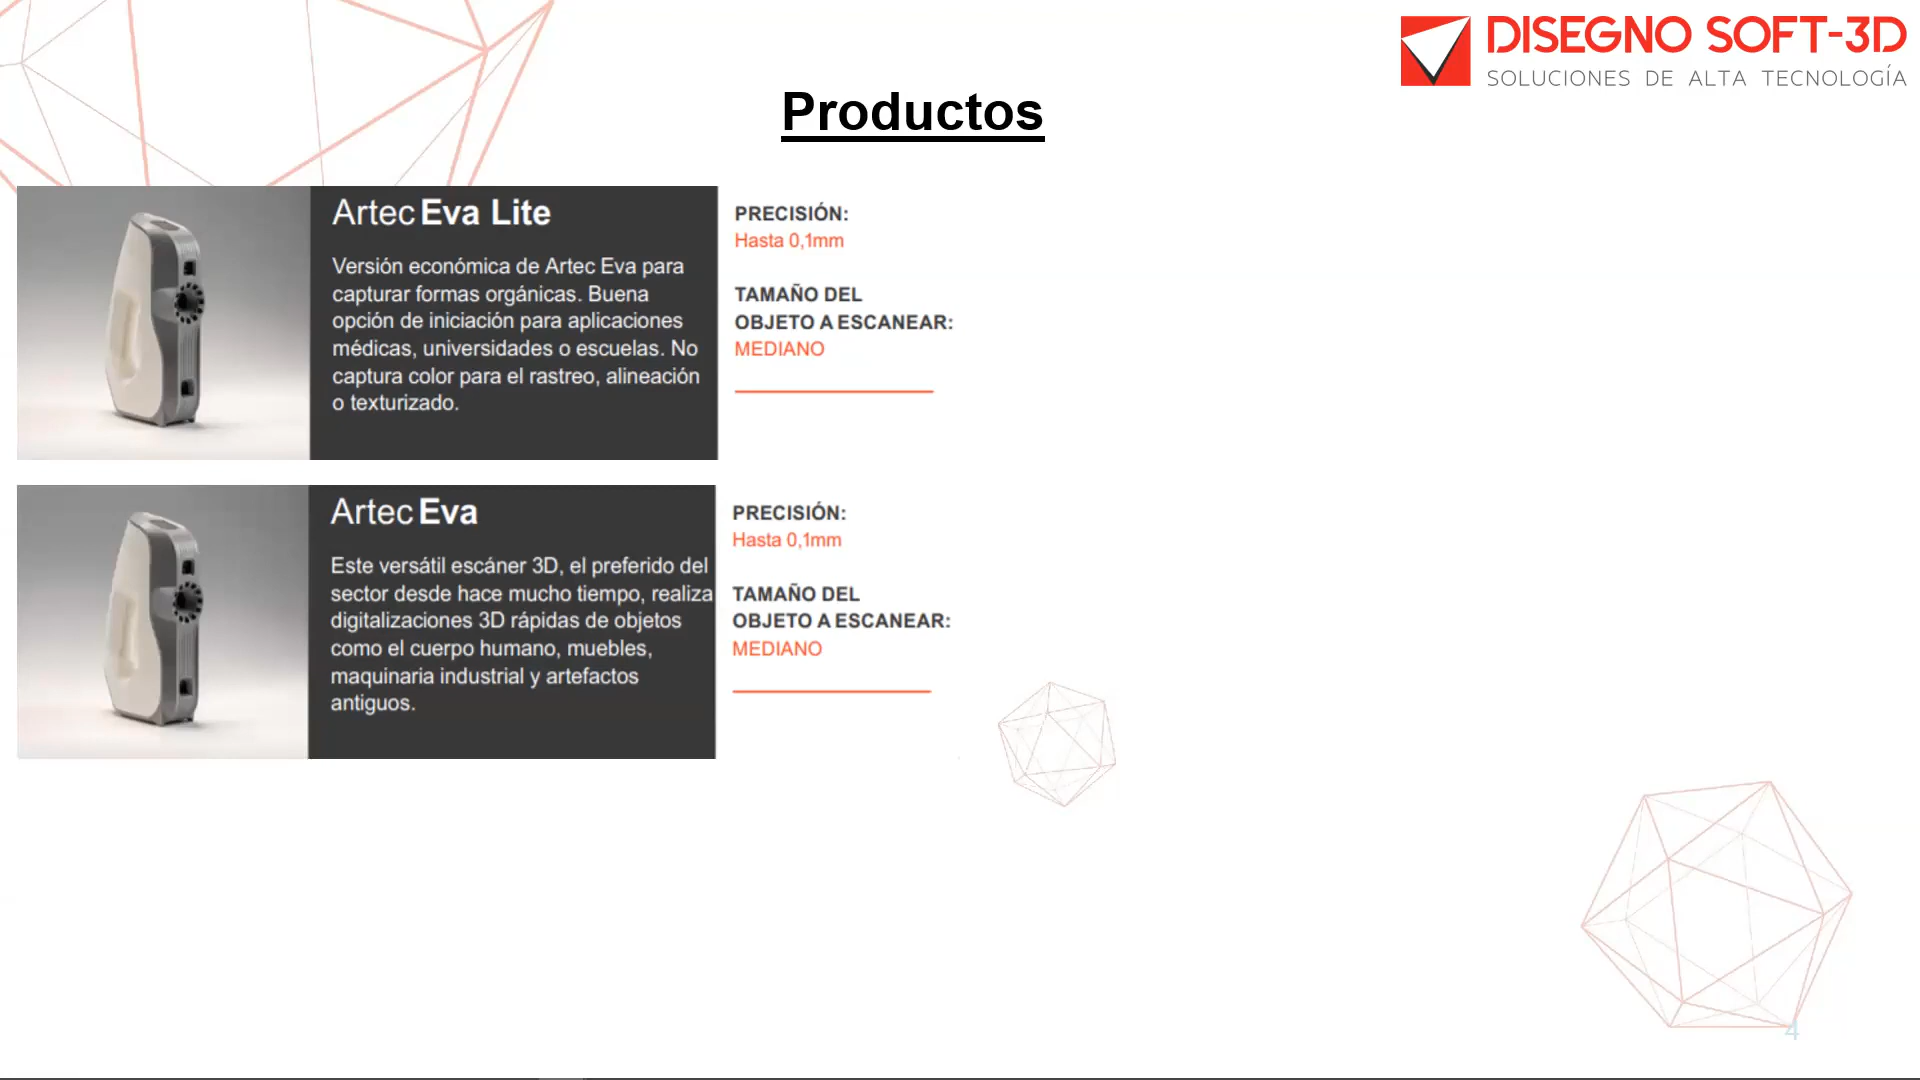 DISEGNO SOFT-3D
SOLUCIONES DE ALTA TECNOLOGÍA
Productos
Artec Eva Lite
Versión económica de Artec Eva para
capturar formas orgánicas. Buena
opción de iniciación para aplicaciones
médicas, universidades o escuelas. No
captura color para el rastreo, alineación
o texturizado.
PRECISIÓN:
Hasta 0,1mm
TAMAÑO DEL
OBJETO A ESCANEAR:
MEDIANO
Artec Eva
Este versátil escáner 3D, el preferido del
sector desde hace mucho tiempo, realiza
digitalizaciones 3D rápidas de objetos
como el cuerpo humano, muebles,
maquinaria industrial y artefactos
antiguos.
PRECISIÓN:
Hasta 0,1mm
TAMAÑO DEL
OBJETO A ESCANEAR:
MEDIANO
4